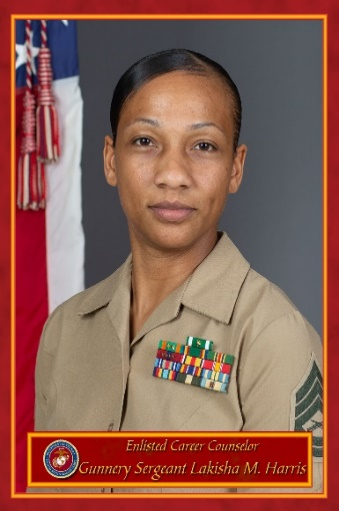 Enlisted Career Counselor
Gunnery Sergeant Lakisha M. Harris